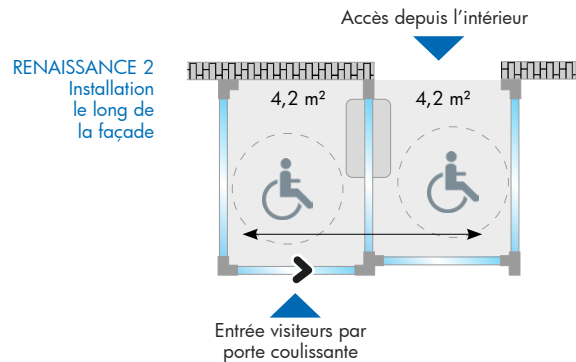 Accès depuis l’intérieur
RENAISSANCE 2
Installation
le long de
la façade
4,2 m²
4,2 m²
Entrée visiteurs par
porte coulissante